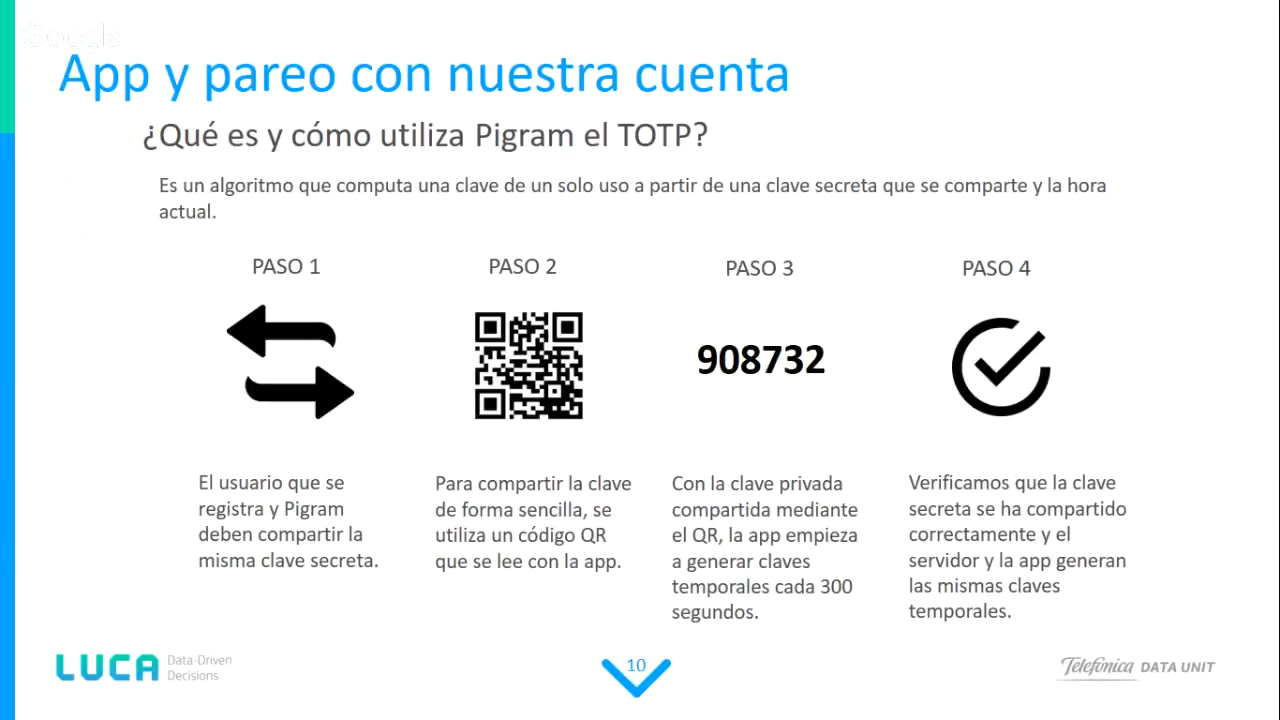 Google
App y pareo con nuestra cuenta
¿Qué es y cómo utiliza Pigram el TOTP?
Es un algoritmo que computa una clave de un solo uso a partir de una clave secreta que se comparte y la hora
actual.
PASO 1
PASO 2
PASO 3
PASO 4
908732
El usuario que se
registra y Pigram
deben compartir la
misma clave secreta.
Para compartir la clave
de forma sencilla, se
utiliza un código QR
que se lee con la app.
Con la clave privada
compartida mediante
el QR, la app empieza
a generar claves
temporales cada 300
segundos.
Verificamos que la clave
secreta se ha compartido
correctamente y el
servidor y la app generan
las mismas claves
temporales.
LUCA Data-Driven
Decisions
10
Telefónica DATA UNIT